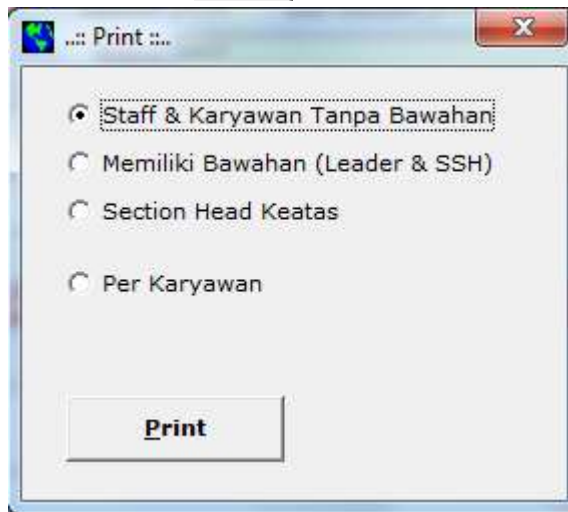 ..:: Print ::..
Staff & Karyawan Tanpa Bawahan
Memiliki Bawahan (Leader & SSH)
Section Head Keatas
Per Karyawan
Print